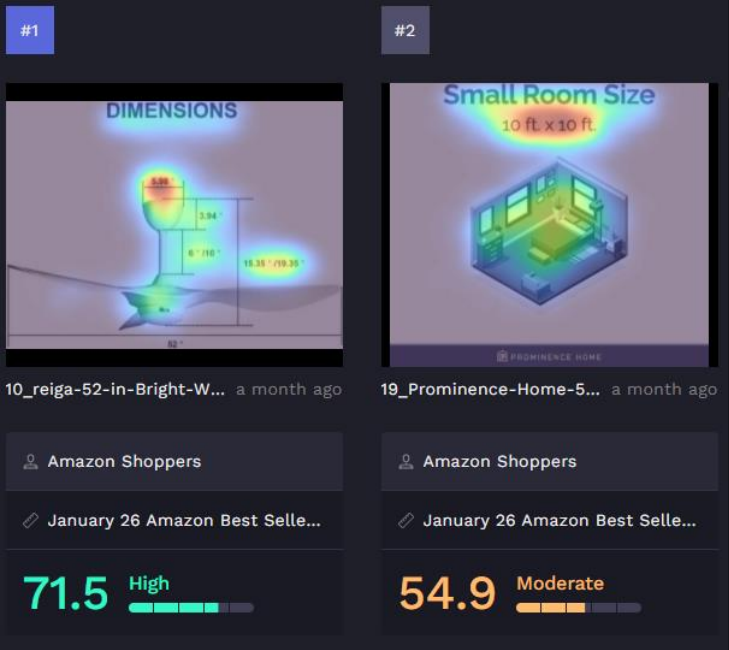 #1
#2
DIMENSIONS
5.98 "
3.94 "
6 "/10 "
15.35 "/19.35 "
52 "
Small Room Size
10 ft. x 10 ft.
PROMINENCE HOME
10_reiga-52-in-Bright-W... a month ago
19_Prominence-Home-5... a month ago
Amazon Shoppers
Amazon Shoppers
January 26 Amazon Best Selle...
January 26 Amazon Best Selle...
71.5 High
54.9 Moderate